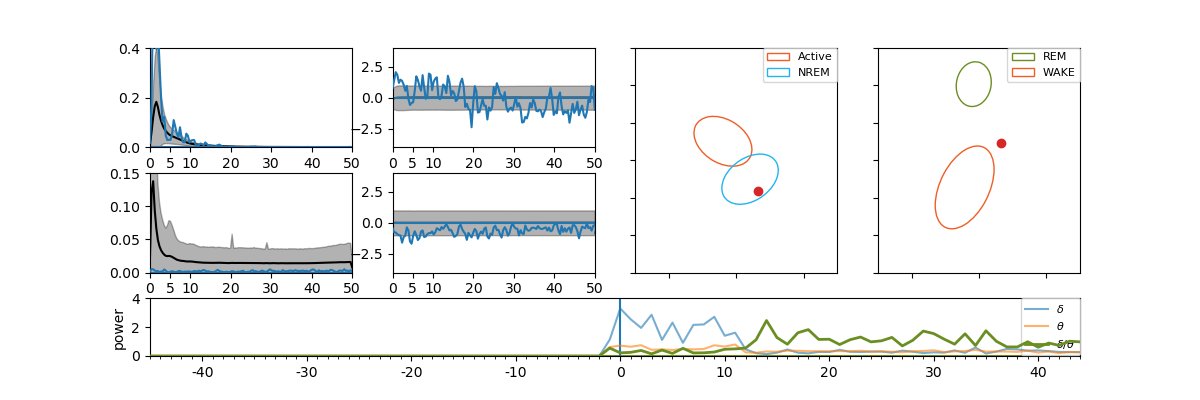 0.4
0.2
0.0
0 5 10 20 30 40 50
2.5
0.0
−2.5
0 5 10 20 30 40 50
Active
NREM
REM
WAKE
0.15
0.10
0.05
0.00
0 5 10 20 30 40 50
2.5
0.0
−2.5
0 5 10 20 30 40 50
power
4
2
0
-40 -30 -20 -10 0 10 20 30 40
δ
θ
δ/θ